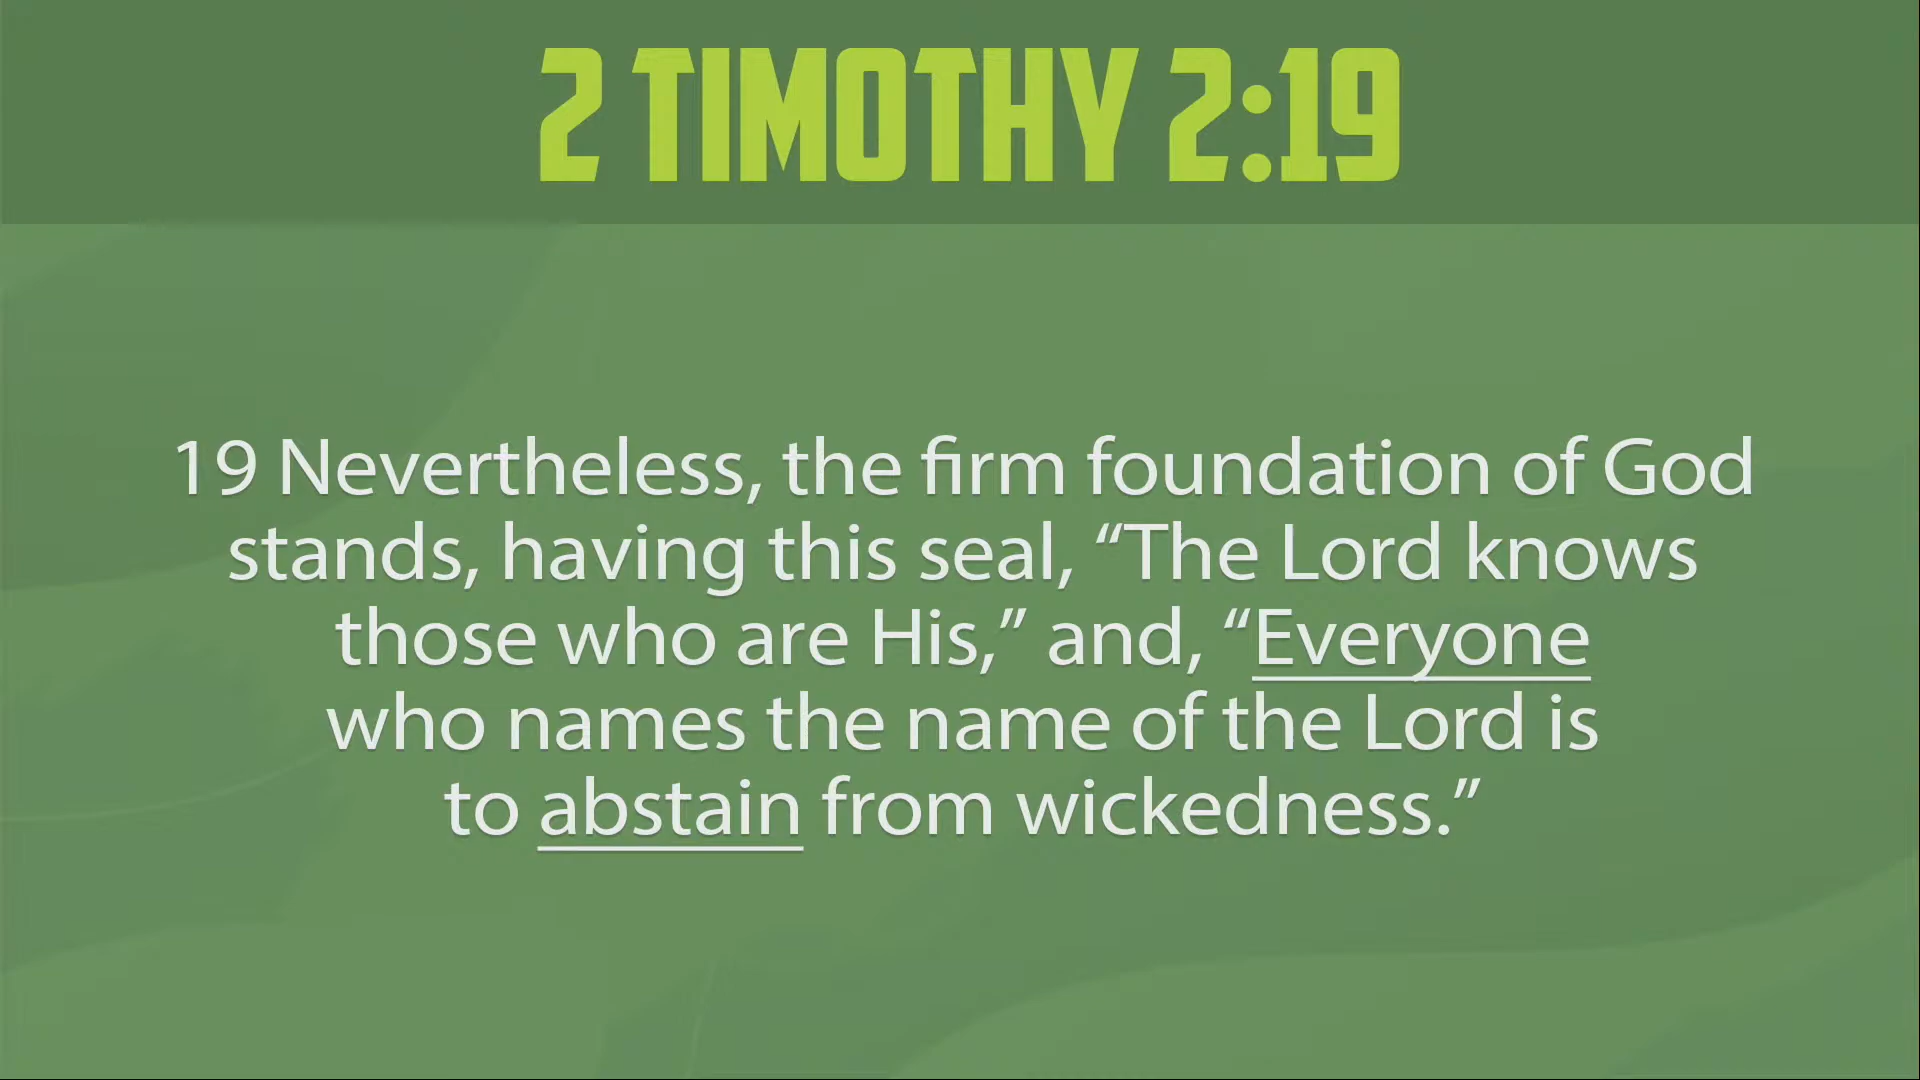 2 TIMOTHY 2:19
19 Nevertheless, the firm foundation of God
stands, having this seal, “The Lord knows
those who are His,” and, “Everyone
who names the name of the Lord is
to abstain from wickedness.”